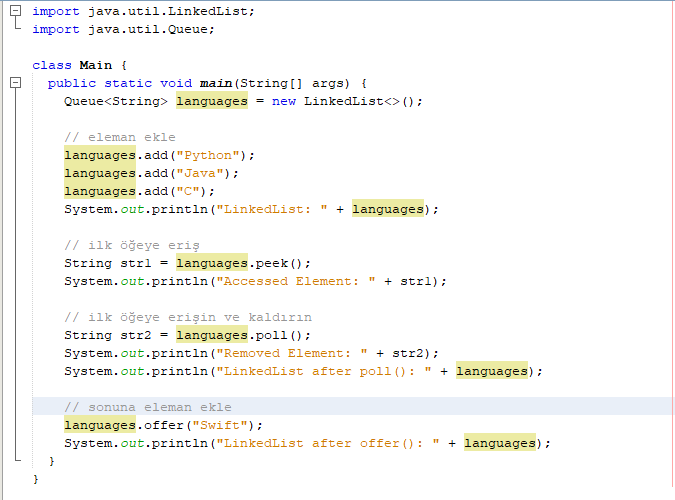 import java.util.LinkedList;
import java.util.Queue;
class Main {
public static void main(String[] args) {
Queue<String> languages = new LinkedList<>();
// eleman ekle
languages.add("Python");
languages.add("Java");
languages.add("C");
System.out.println("LinkedList: " + languages);
// ilk öğeye eriş
String str1 = languages.peek();
System.out.println("Accessed Element: " + str1);
// ilk öğeye erişin ve kaldırın
String str2 = languages.poll();
System.out.println("Removed Element: " + str2);
System.out.println("LinkedList after poll(): " + languages);
// sonuna eleman ekle
languages.offer("Swift");
System.out.println("LinkedList after offer(): " + languages);
}
}